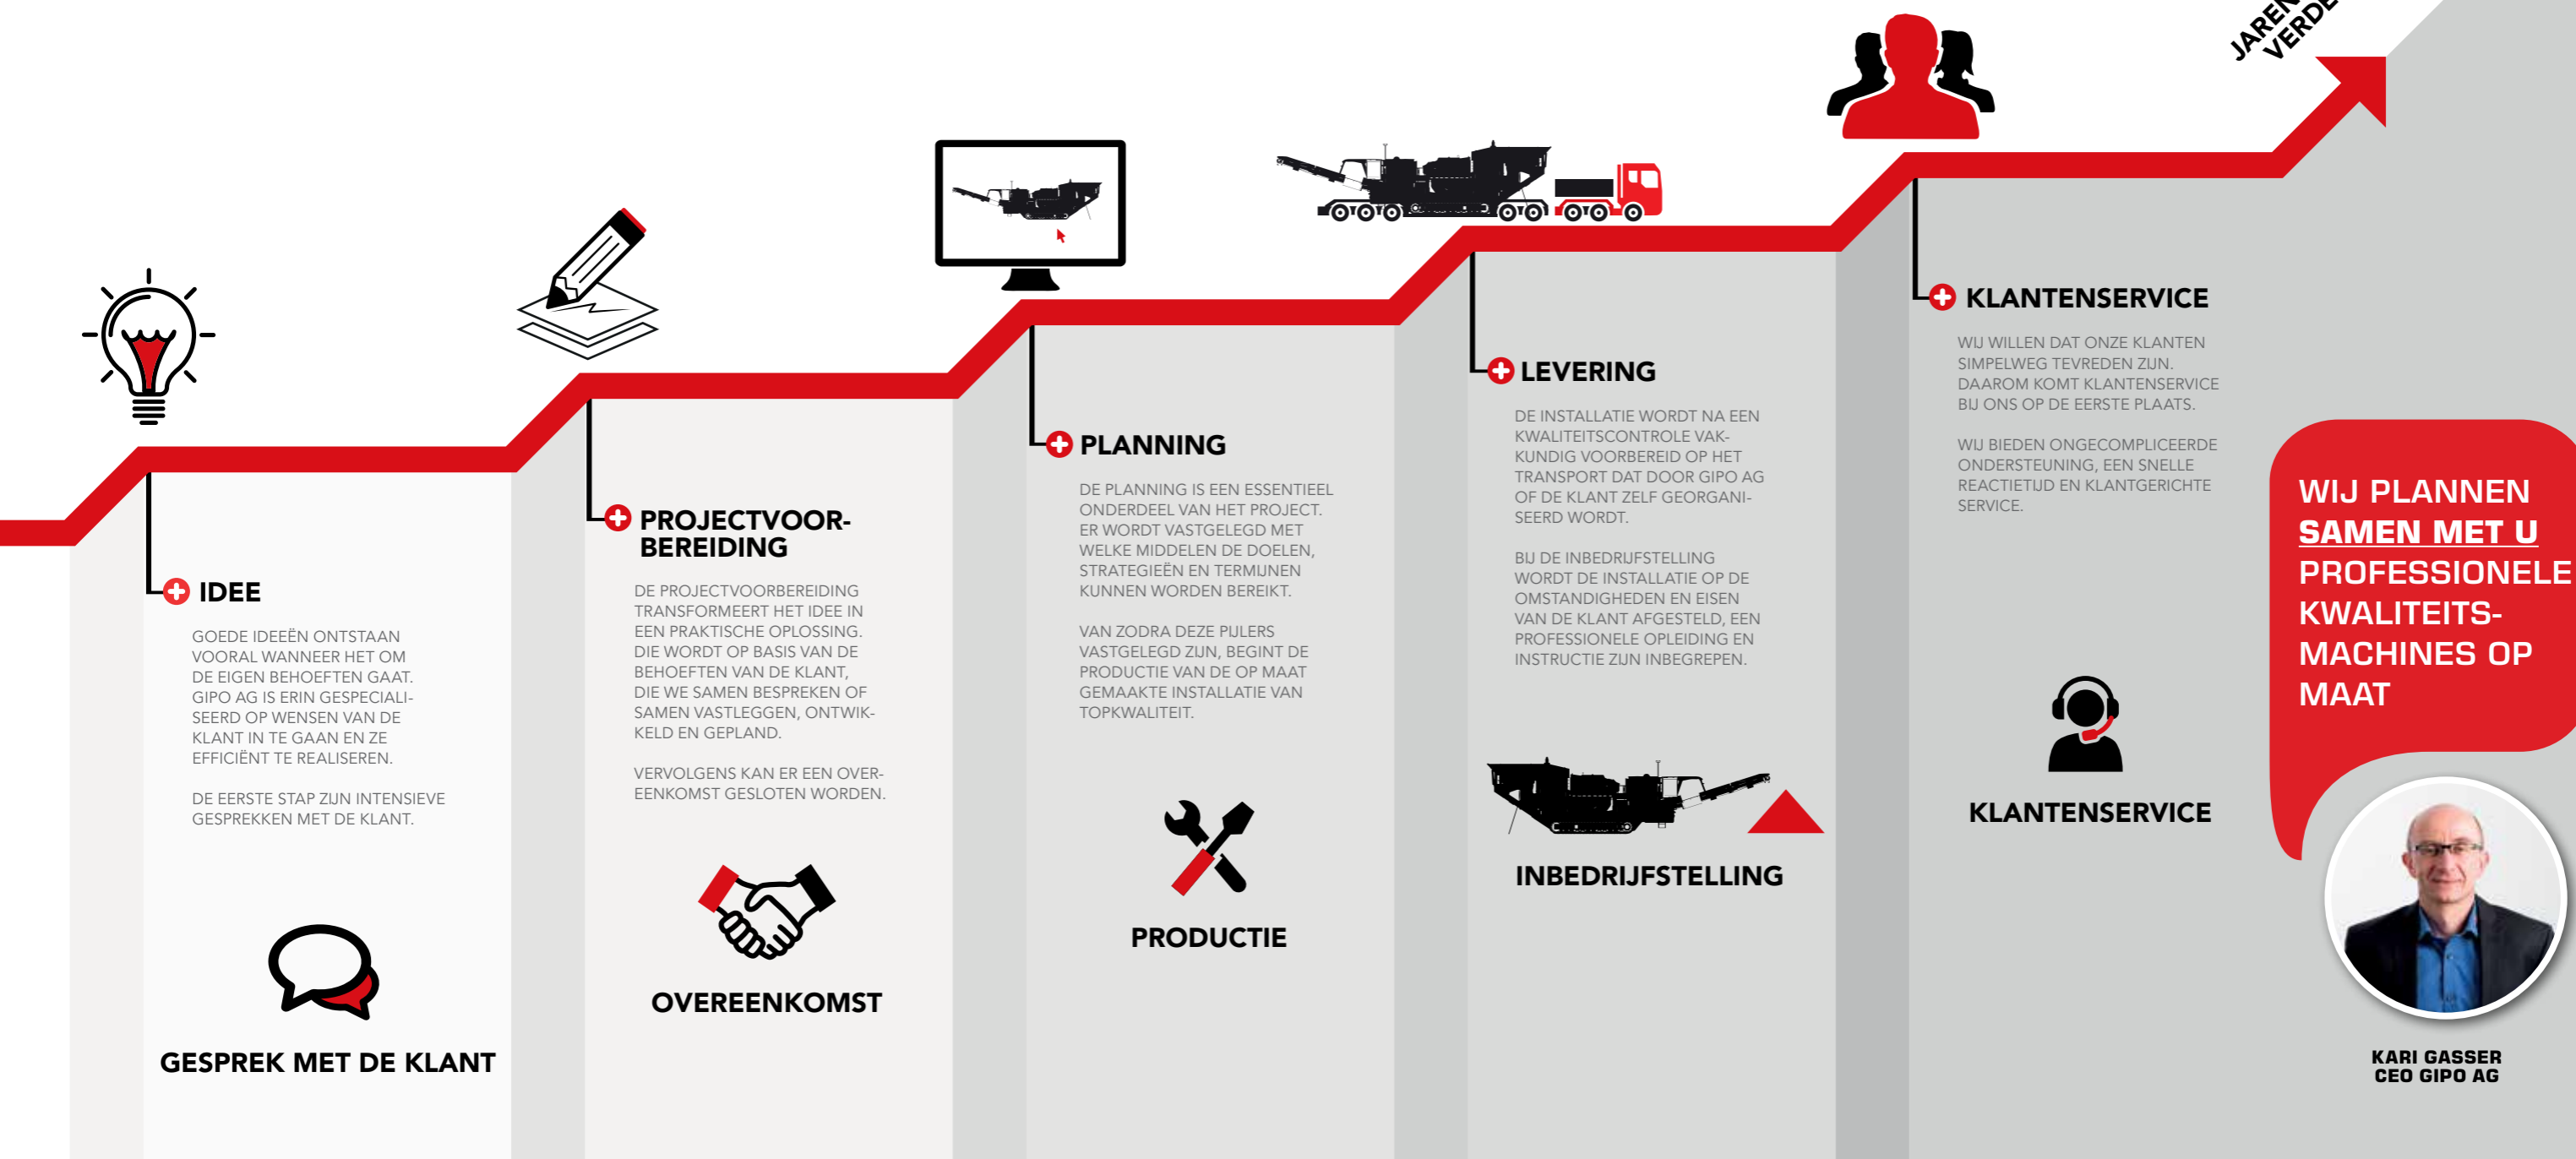 IDEE
GOEDE IDEEËN ONTSTAAN
VOORAL WANNEER HET OM
DE EIGEN BEHOEFTEN GAAT.
GIPO AG IS ERIN GESPECIALI-
SEERD OP WENSEN VAN DE
KLANT IN TE GAAN EN ZE
EFFICIËNT TE REALISEREN.
DE EERSTE STAP ZIJN INTENSIEVE
GESPREKKEN MET DE KLANT.
GESPREK MET DE KLANT
PROJECTVOOR-
BEREIDING
DE PROJECTVOORBEREIDING
TRANSFORMEERT HET IDEE IN
EEN PRAKTISCHE OPLOSSING.
DIE WORDT OP BASIS VAN DE
BEHOEFTEN VAN DE KLANT,
DIE WE SAMEN BESPREKEN OF
SAMEN VASTLEGGEN, ONTWIK-
KELD EN GEPLAND.
VERVOLGENS KAN ER EEN OVER-
EENKOMST GESLOTEN WORDEN.
OVEREENKOMST
PLANNING
DE PLANNING IS EEN ESSENTIEEL
ONDERDEEL VAN HET PROJECT.
ER WORDT VASTGELEGD MET
WELKE MIDDELEN DE DOELEN,
STRATEGIEËN EN TERMIJNEN
KUNNEN WORDEN BEREIKT.
VAN ZODRA DEZE PIJLERS
VASTGELEGD ZIJN, BEGINT DE
PRODUCTIE VAN DE OP MAAT
GEMAAKTE INSTALLATIE VAN
TOPKWALITEIT.
PRODUCTIE
LEVERING
DE INSTALLATIE WORDT NA EEN
KWALITEITSCONTROLE VAK-
KUNDIG VOORBEREID OP HET
TRANSPORT DAT DOOR GIPO AG
OF DE KLANT ZELF GEORGANI-
SEERD WORDT.
BIJ DE INBEDRIJFSTELLING
WORDT DE INSTALLATIE OP DE
OMSTANDIGHEDEN EN EISEN
VAN DE KLANT AFGESTELD, EEN
PROFESSIONELE OPLEIDING EN
INSTRUCTIE ZIJN INBEGREPEN.
INBEDRIJFSTELLING
KLANTENSERVICE
WIJ WILLEN DAT ONZE KLANTEN
SIMPELWEG TEVREDEN ZIJN.
DAAROM KOMT KLANTENSERVICE
BIJ ONS OP DE EERSTE PLAATS.
WIJ BIEDEN ONGECOMPLICEERDE
ONDERSTEUNING, EEN SNELLE
REACTIETIJD EN KLANTGERICHTE
SERVICE.
KLANTENSERVICE
JAREN
VERDE
WIJ PLANNEN
SAMEN MET U
PROFESSIONELE
KWALITEITS-
MACHINES OP
MAAT
KARI GASSER
CEO GIPO AG